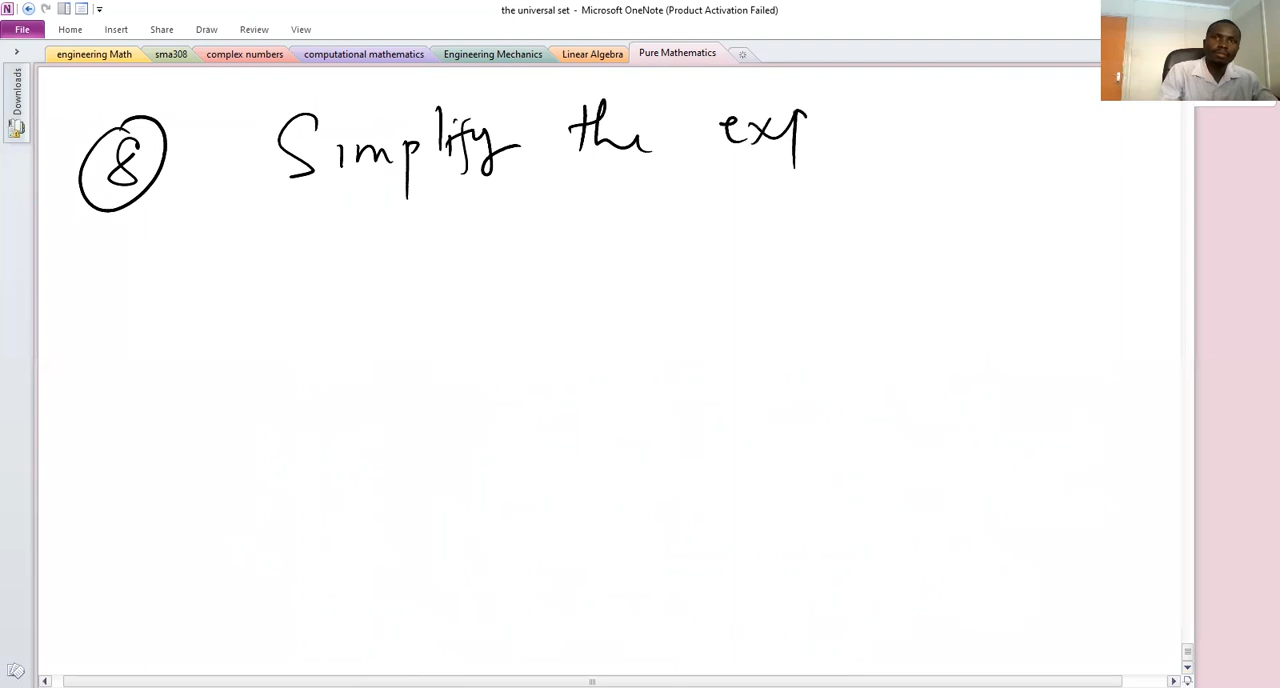 the universal set - Microsoft OneNote (Product Activation Failed)
File Home Insert Share Draw Review View
engineering Math sma308 complex numbers computational mathematics Engineering Mechanics Linear Algebra Pure Mathematics
Downloads
8 Simplify the exp